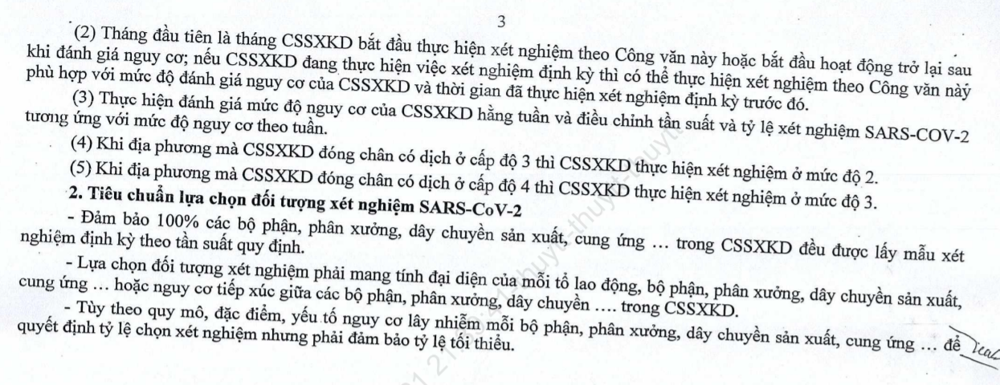 3
(2) Tháng đầu tiên là tháng CSSXKD bắt đầu thực hiện xét nghiệm theo Công văn này hoặc bắt đầu hoạt động trở lại sau
khi đánh giá nguy cơ; nếu CSSXKD đang thực hiện việc xét nghiệm định kỳ thì có thể thực hiện xét nghiệm theo Công văn này
phù hợp với mức độ đánh giá nguy cơ của CSSXKD và thời gian đã thực hiện xét nghiệm định kỳ trước đó.
(3) Thực hiện đánh giá mức độ nguy cơ của CSSXKD hằng tuần và điều chỉnh tần suất và tỷ lệ xét nghiệm SARS-COV-2
tương ứng với mức độ nguy cơ theo tuần.
(4) Khi địa phương mà CSSXKD đóng chân có dịch ở cấp độ 3 thì CSSXKD thực hiện xét nghiệm ở mức độ 2.
(5) Khi địa phương mà CSSXKD đóng chân có dịch ở cấp độ 4 thì CSSXKD thực hiện xét nghiệm ở mức độ 3.
2. Tiêu chuẩn lựa chọn đối tượng xét nghiệm SARS-CoV-2
- Đảm bảo 100% các bộ phận, phân xưởng, dây chuyền sản xuất, cung ứng … trong CSSXKD đều được lấy mẫu xét
nghiệm định kỳ theo tần suất quy định.
- Lựa chọn đối tượng xét nghiệm phải mang tính đại diện của mỗi tổ lao động, bộ phận, phân xưởng, dây chuyền sản xuất,
cung ứng … hoặc nguy cơ tiếp xúc giữa các bộ phận, phân xưởng, dây chuyền …. trong CSSXKD.
- Tùy theo quy mô, đặc điểm, yếu tố nguy cơ lây nhiễm mỗi bộ phận, phân xưởng, dây chuyền sản xuất, cung ứng … để
quyết định tỷ lệ chọn xét nghiệm nhưng phải đảm bảo tỷ lệ tối thiểu.